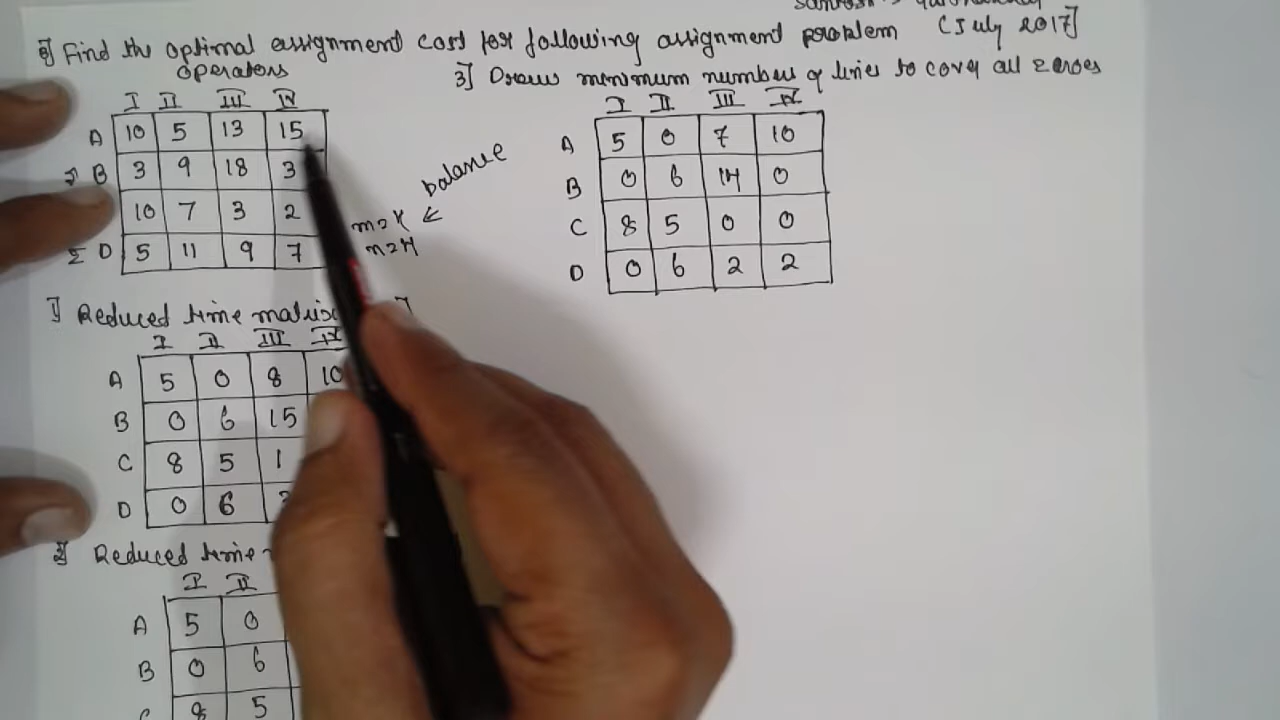 8] Find the optimal assignment cost for following assignment problem (July 2017]
operators
I II III IV
A 10 5 13 15
B 3 9 18 3
10 7 3 2
D 5 11 9 7
balance
m=4
n=4
1] Reduced time matrix
I II III IV
A 5 0 8 10
B 0 6 15
C 8 5 1
D 0 6
2] Reduced time
I II
A 5 0
B 0 6
C 8 5
3] Draw minimum number of lines to cover all zeroes
I II III IV
A 5 0 7 10
B 0 6 14 0
C 8 5 0 0
D 0 6 2 2